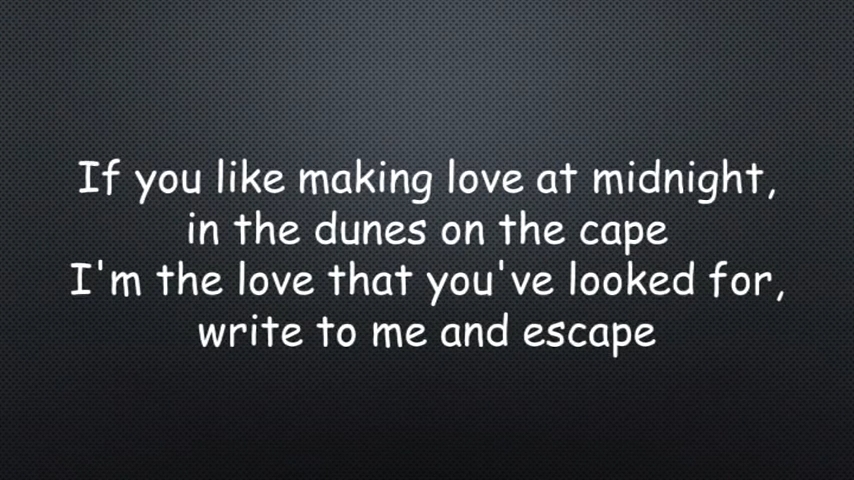 If you like making love at midnight,
in the dunes on the cape
I'm the love that you've looked for,
write to me and escape